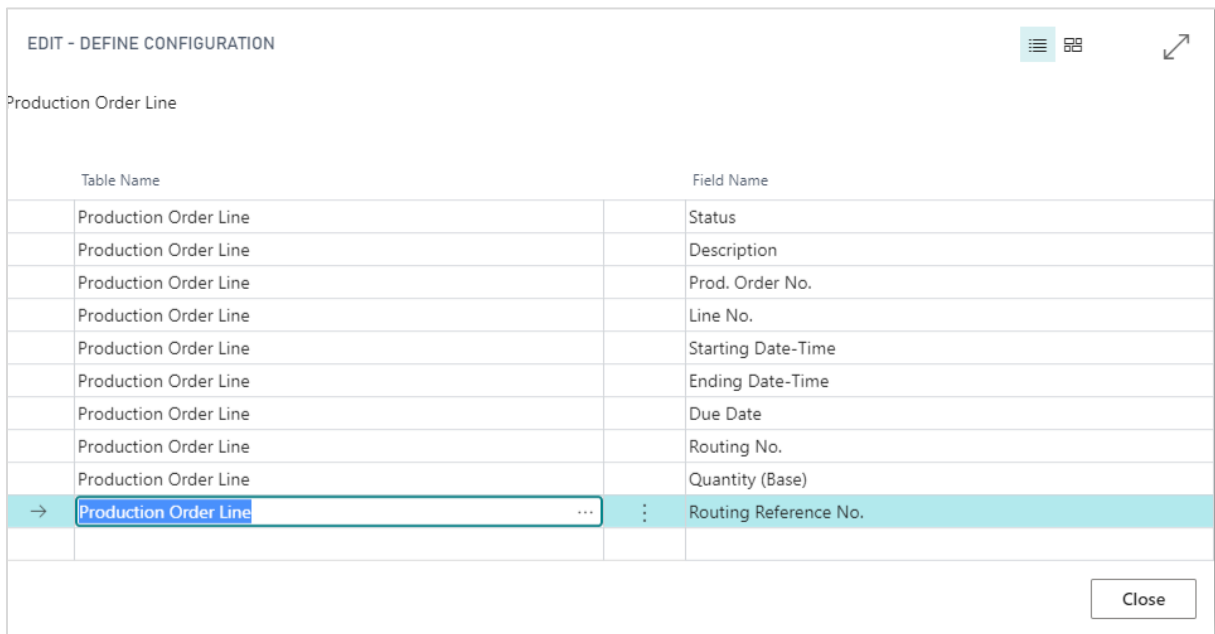 EDIT - DEFINE CONFIGURATION
Production Order Line
Table Name Field Name
Production Order Line Status
Production Order Line Description
Production Order Line Prod. Order No.
Production Order Line Line No.
Production Order Line Starting Date-Time
Production Order Line Ending Date-Time
Production Order Line Due Date
Production Order Line Routing No.
Production Order Line Quantity (Base)
Production Order Line Routing Reference No.
Close